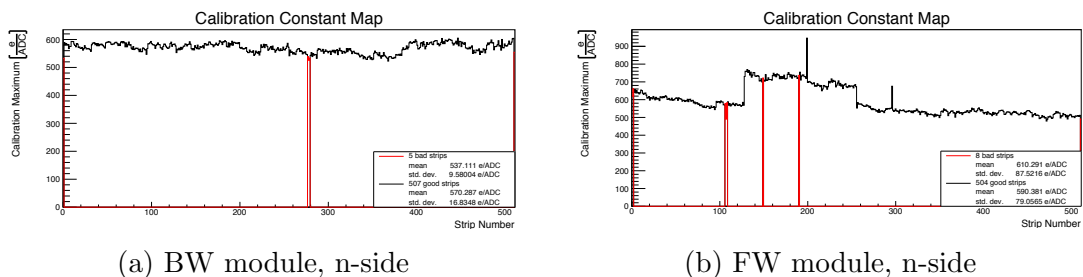 Calibration Constant Map
Calibration Maximum [e/ADC]
600
500
400
300
200
100
0
0 100 200 300 400 500
Strip Number
5 bad strips
mean 537.111 e/ADC
std. dev. 9.58004 e/ADC
507 good strips
mean 570.287 e/ADC
std. dev. 16.8348 e/ADC
(a) BW module, n-side
Calibration Constant Map
Calibration Maximum [e/ADC]
900
800
700
600
500
400
300
200
100
0
0 100 200 300 400 500
Strip Number
8 bad strips
mean 610.291 e/ADC
std. dev. 87.5216 e/ADC
504 good strips
mean 590.381 e/ADC
std. dev. 79.0565 e/ADC
(b) FW module, n-side